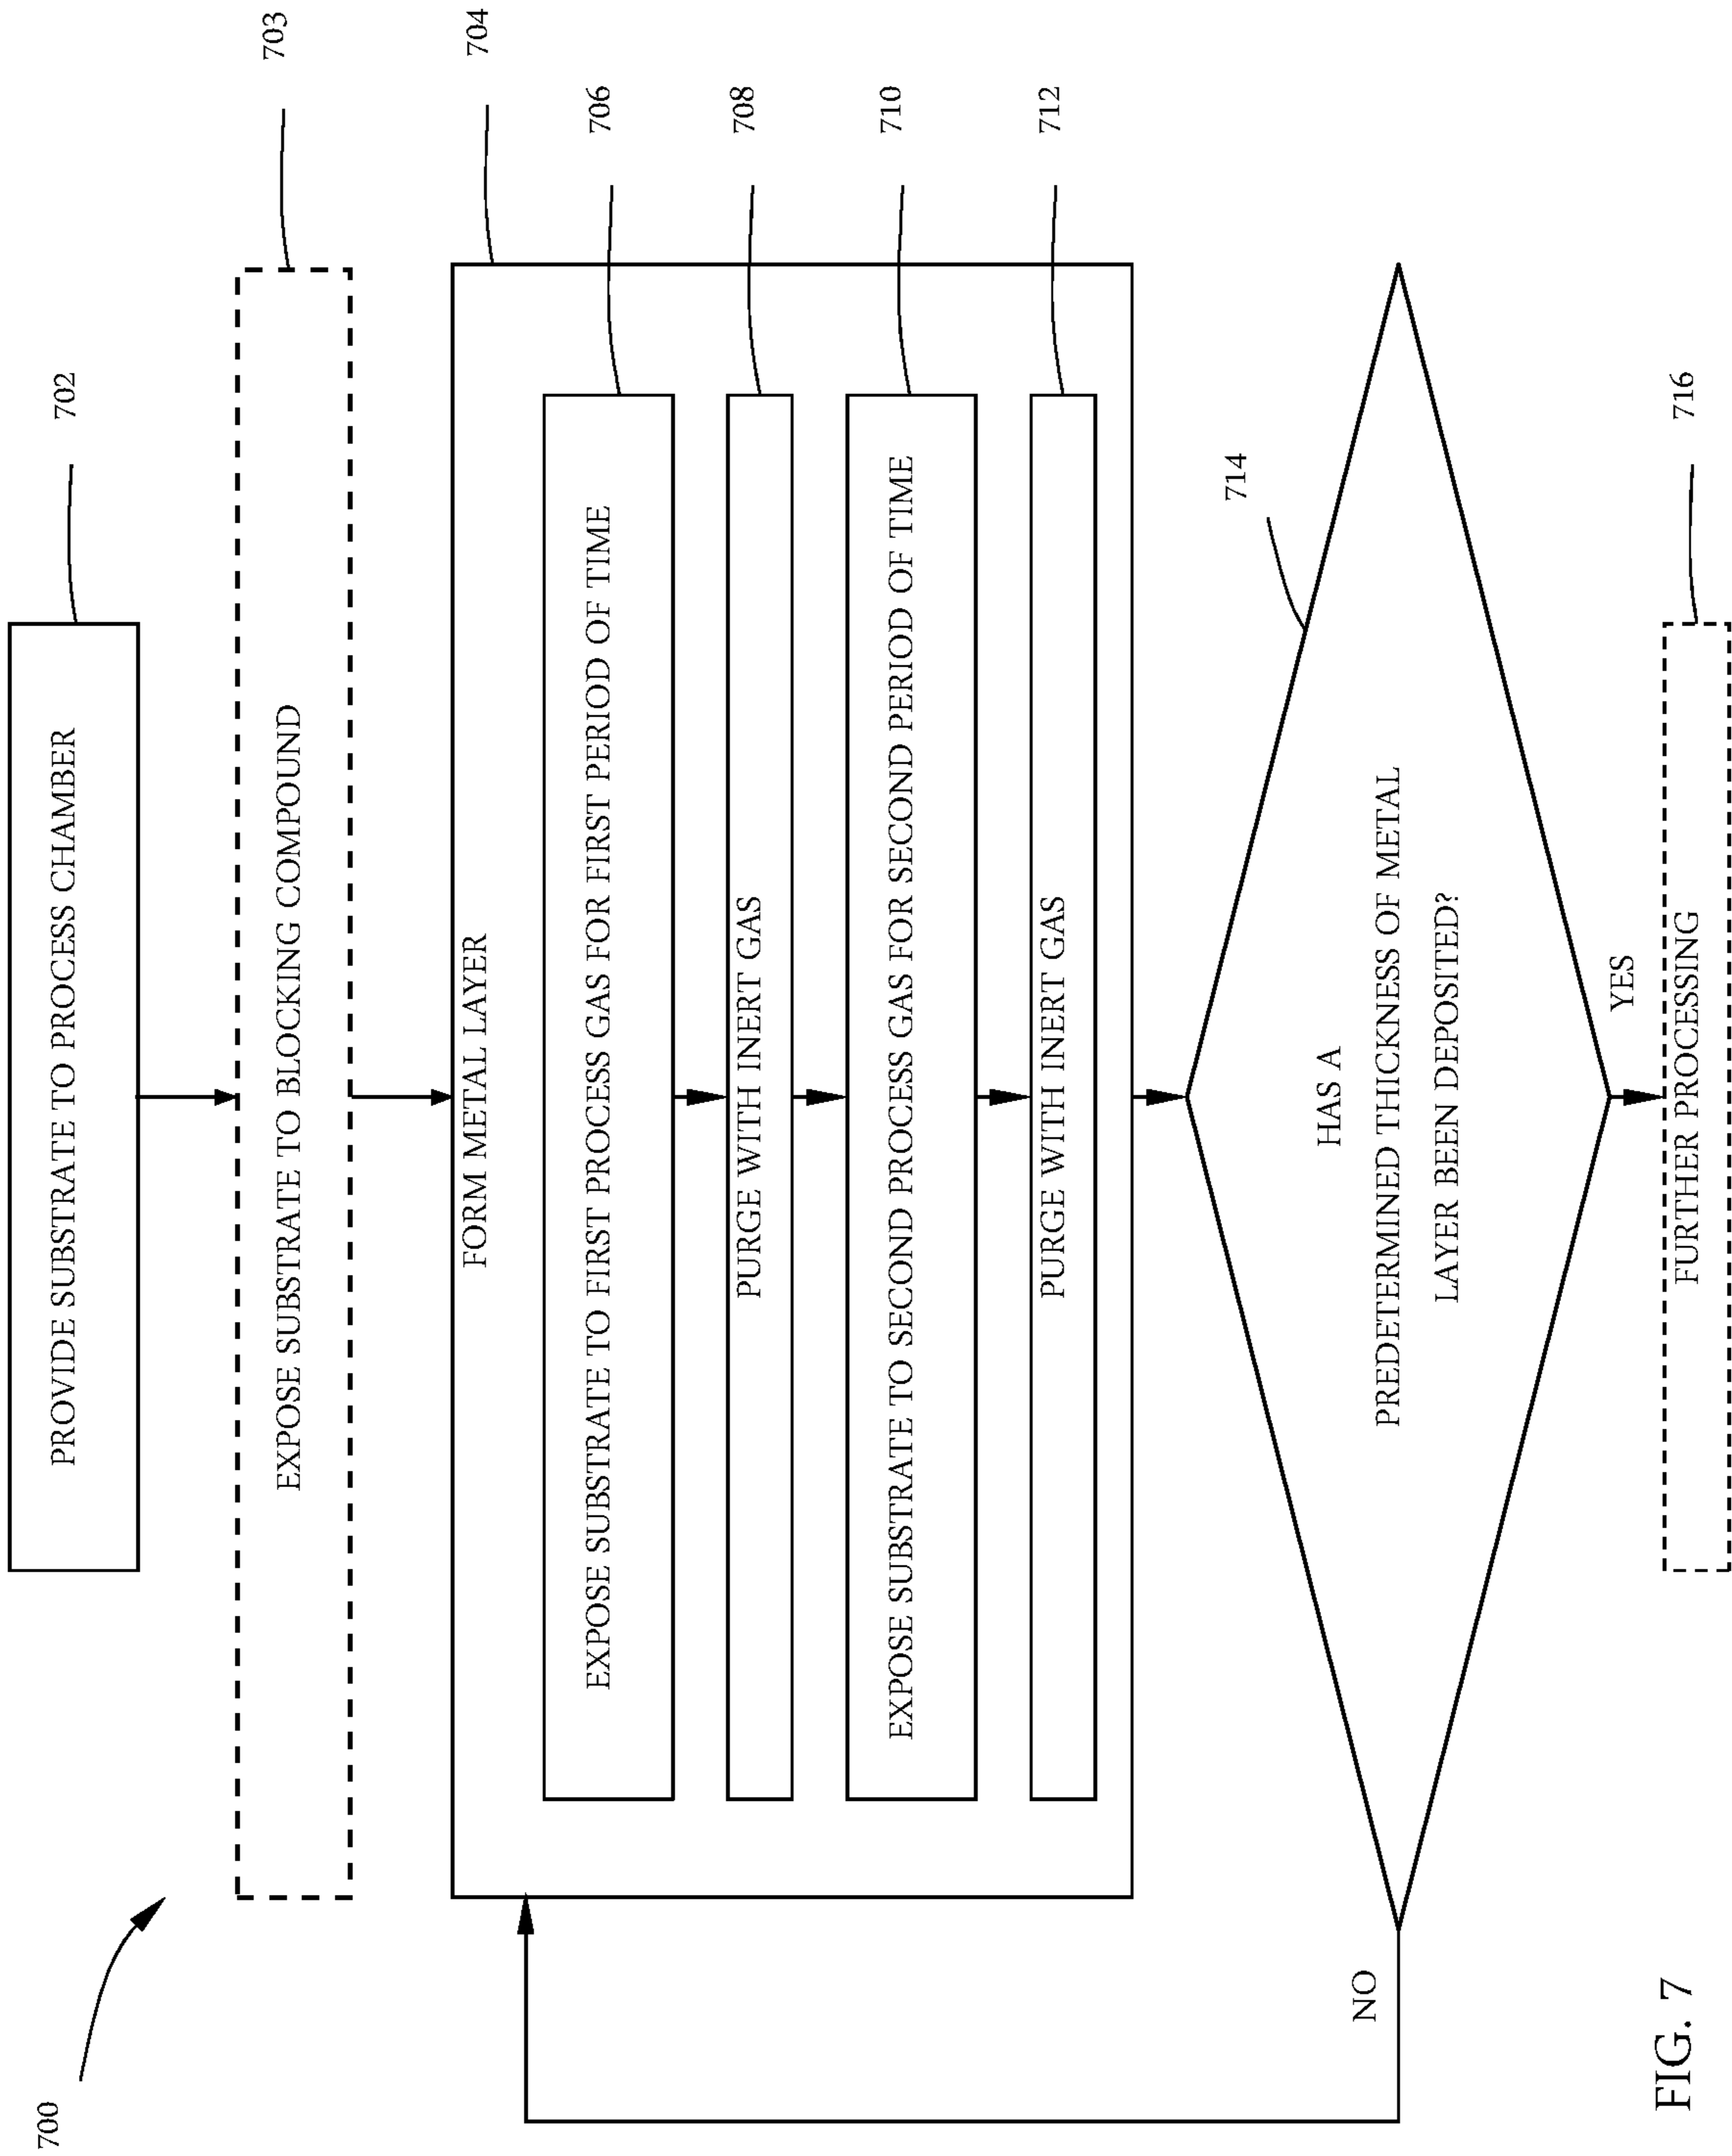 700
PROVIDE SUBSTRATE TO PROCESS CHAMBER
702
EXPOSE SUBSTRATE TO BLOCKING COMPOUND
703
FORM METAL LAYER
704
EXPOSE SUBSTRATE TO FIRST PROCESS GAS FOR FIRST PERIOD OF TIME
706
PURGE WITH INERT GAS
708
EXPOSE SUBSTRATE TO SECOND PROCESS GAS FOR SECOND PERIOD OF TIME
710
PURGE WITH INERT GAS
712
714
HAS A
PREDETERMINED THICKNESS OF METAL
LAYER BEEN DEPOSITED?
NO
YES
FURTHER PROCESSING
716
FIG. 7